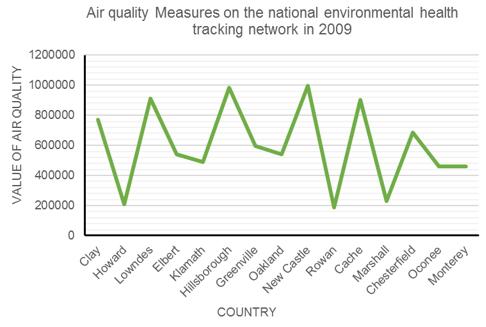 Air quality Measures on the national environmental health
tracking network in 2009
VALUE OF AIR QUALITY
1200000
1000000
800000
600000
400000
200000
0
Clay
Howard
Lowndes
Elbert
Klamath
Hillsborough
Greenville
Oakland
New Castle
Rowan
Cache
Marshall
Chesterfield
Oconee
Monterey
COUNTRY